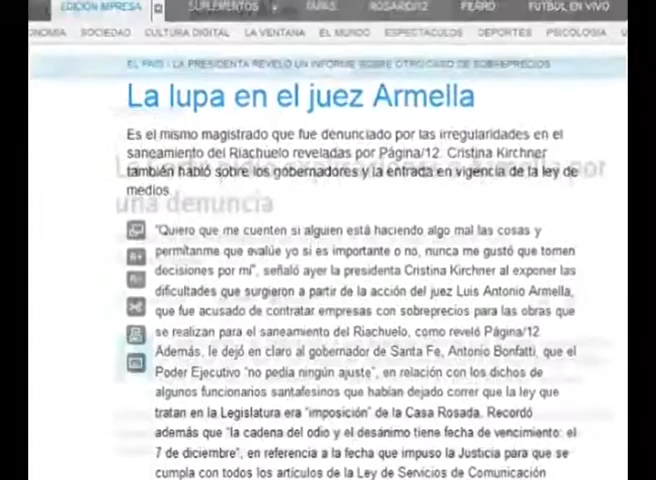 EDICION IMPRESA SUPLEMENTOS TAPAS ROSARIO/12 FIERRO FUTBOL EN VIVO
ONOMIA SOCIEDAD CULTURA DIGITAL LA VENTANA EL MUNDO ESPECTACULOS DEPORTES PSICOLOGIA
EL PAIS › LA PRESIDENTA REVELO UN INFORME SOBRE OTRO CASO DE SOBREPRECIOS
La lupa en el juez Armella
Es el mismo magistrado que fue denunciado por las irregularidades en el
saneamiento del Riachuelo reveladas por Página/12. Cristina Kirchner
también habló sobre los gobernadores y la entrada en vigencia de la ley de
medios.
por
una denuncia
"Quiero que me cuenten si alguien está haciendo algo mal las cosas y
permítanme que evalúe yo si es importante o no, nunca me gustó que tomen
decisiones por mí", señaló ayer la presidenta Cristina Kirchner al exponer las
dificultades que surgieron a partir de la acción del juez Luis Antonio Armella,
que fue acusado de contratar empresas con sobreprecios para las obras que
se realizan para el saneamiento del Riachuelo, como reveló Página/12.
Además, le dejó en claro al gobernador de Santa Fe, Antonio Bonfatti, que el
Poder Ejecutivo "no pedía ningún ajuste", en relación con los dichos de
algunos funcionarios santafesinos que habían dejado correr que la ley que
tratan en la Legislatura era "imposición" de la Casa Rosada. Recordó
además que "la cadena del odio y el desánimo tiene fecha de vencimiento: el
7 de diciembre", en referencia a la fecha que impuso la Justicia para que se
cumpla con todos los artículos de la Ley de Servicios de Comunicación